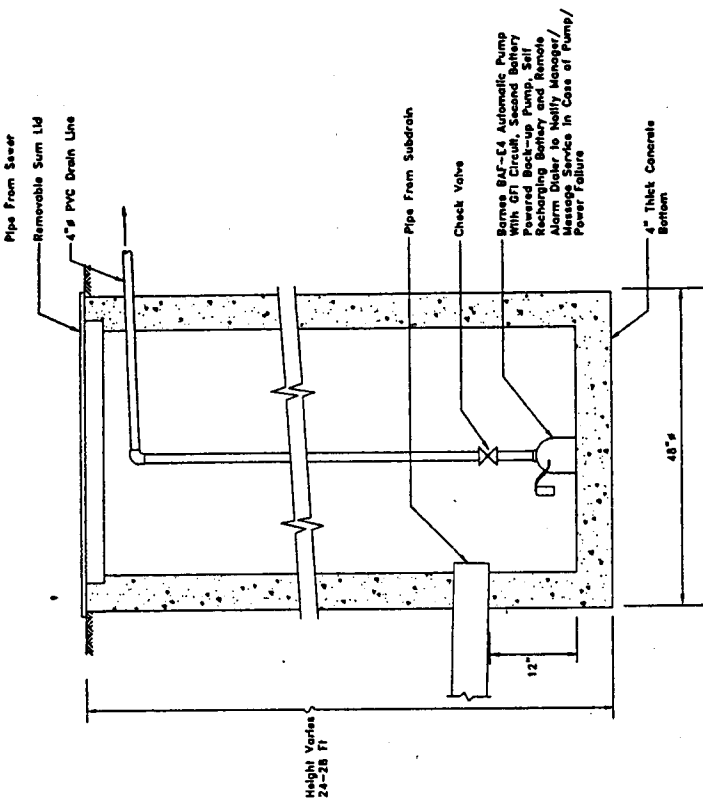 Pipe From Sewer
Removable Sum Lid
4"ø PVC Drain Line
Height Varies
24-28 Ft
Pipe From Subdrain
Check Valve
Barnes BAF-E4 Automatic Pump
With GFI Circuit, Second Battery
Powered Back-up Pump, Self
Recharging Battery and Remote
Alarm Dialer to Notify Manager/
Message Service in Case of Pump/
Power Failure
12"
4" Thick Concrete
Bottom
48"ø